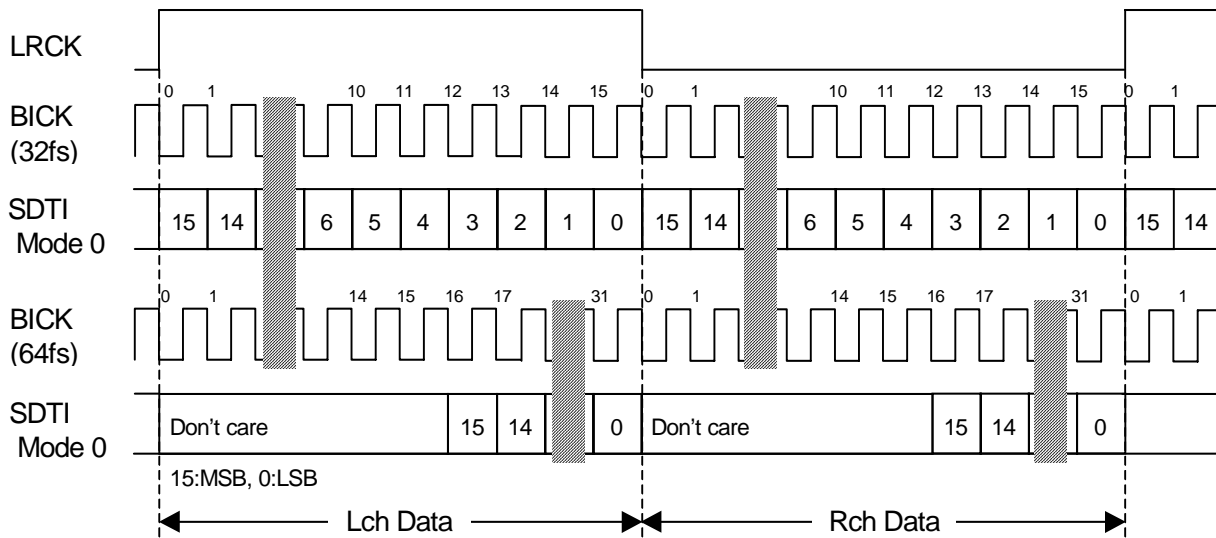 LRCK
0 1 10 11 12 13 14 15 0 1 10 11 12 13 14 15 0 1
BICK
(32fs)
SDTI
Mode 0
15 14 6 5 4 3 2 1 0 15 14 6 5 4 3 2 1 0 15 14
0 1 14 15 16 17 31 0 1 14 15 16 17 31 0 1
BICK
(64fs)
SDTI
Mode 0
Don't care 15 14 0 Don't care 15 14 0
15:MSB, 0:LSB
Lch Data Rch Data